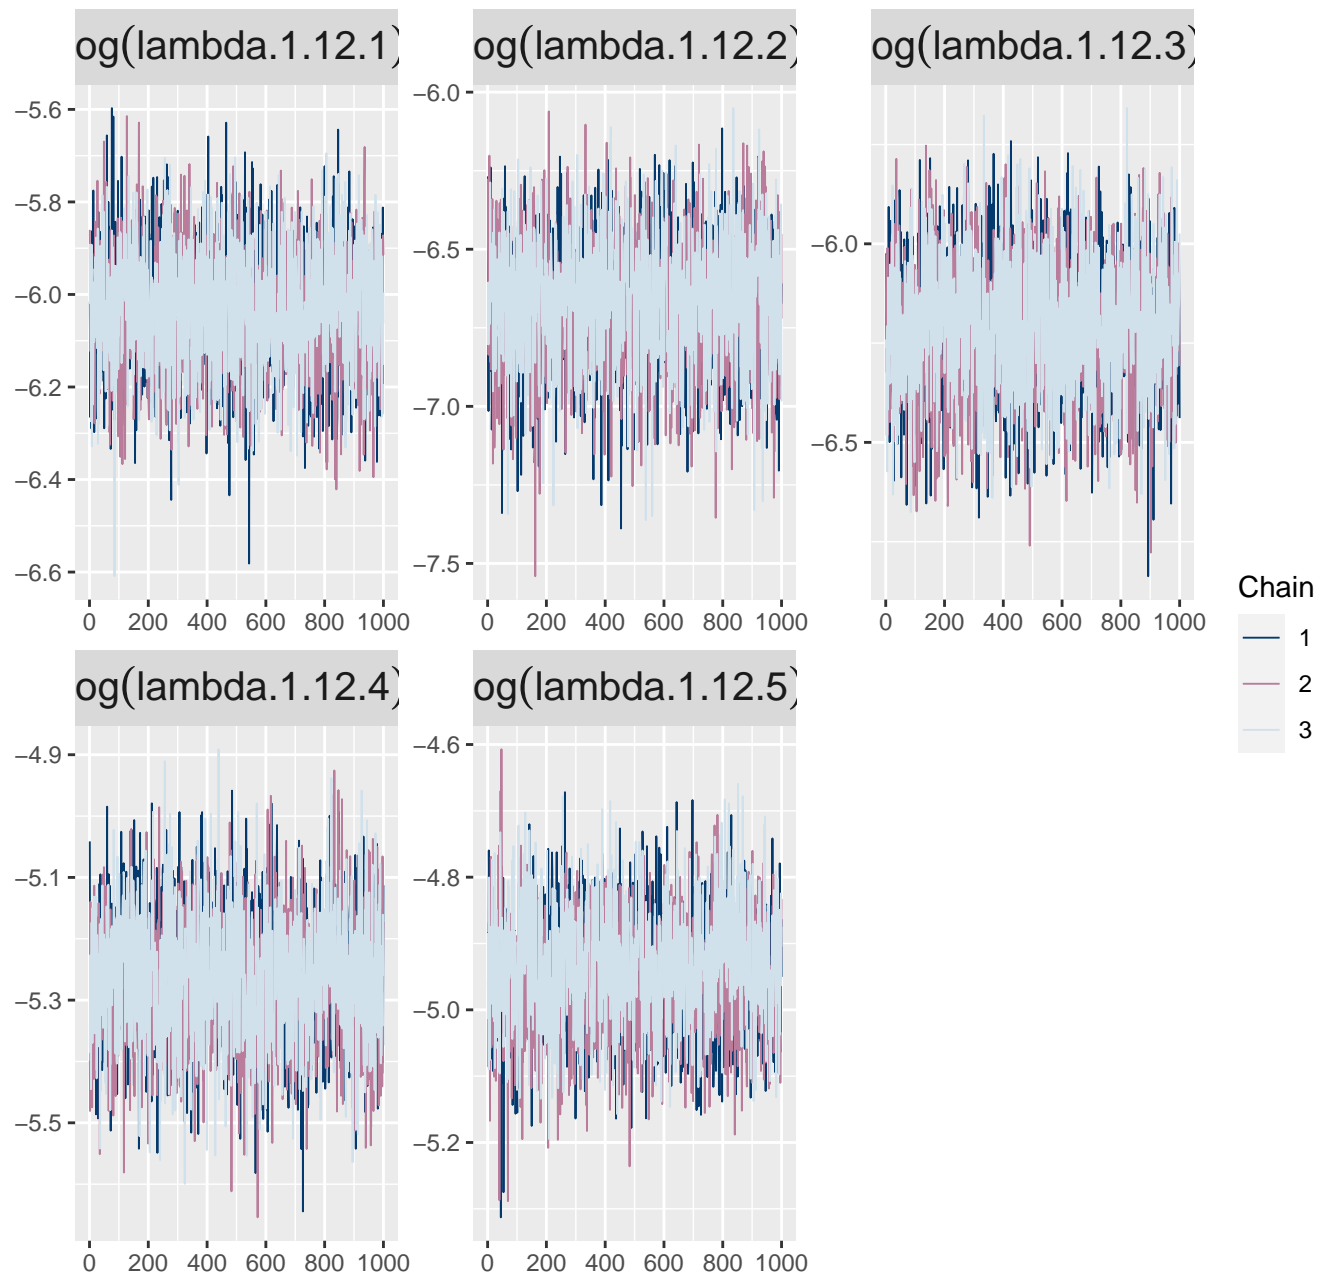 og(lambda.1.12.1) og(lambda.1.12.2) og(lambda.1.12.3)
−5.6
−5.8
−6.0
−6.2
−6.4
−6.6
−6.0
−6.5
−7.0
−7.5
−6.0
−6.5
0 200 400 600 800 1000
0 200 400 600 800 1000
0 200 400 600 800 1000
og(lambda.1.12.4) og(lambda.1.12.5)
−4.9
−5.1
−5.3
−5.5
−4.6
−4.8
−5.0
−5.2
0 200 400 600 800 1000
0 200 400 600 800 1000
Chain
1
2
3